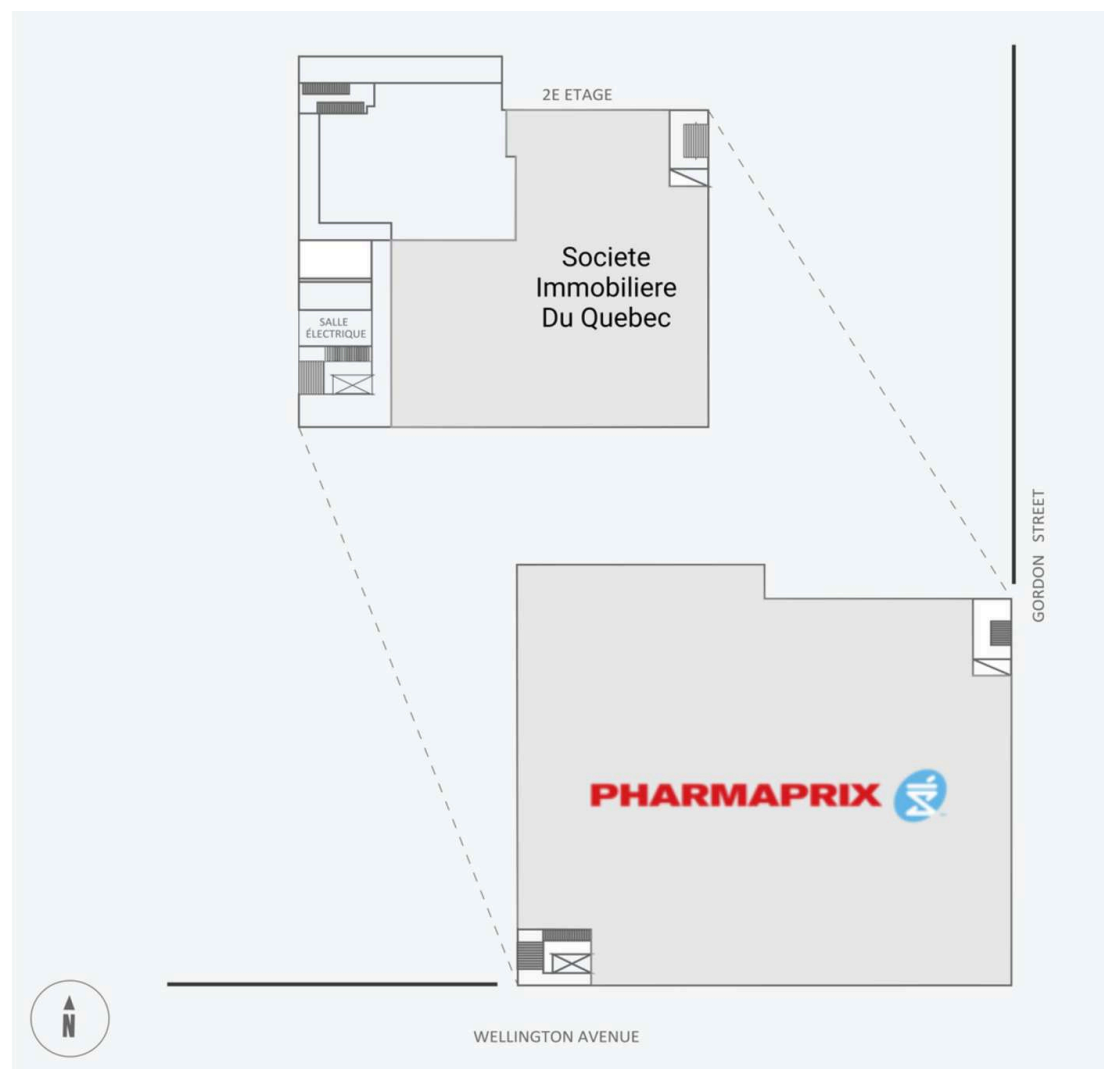 2E ETAGE
Societe
Immobiliere
Du Quebec
SALLE
ÉLECTRIQUE
GORDON STREET
PHARMAPRIX
N
WELLINGTON AVENUE